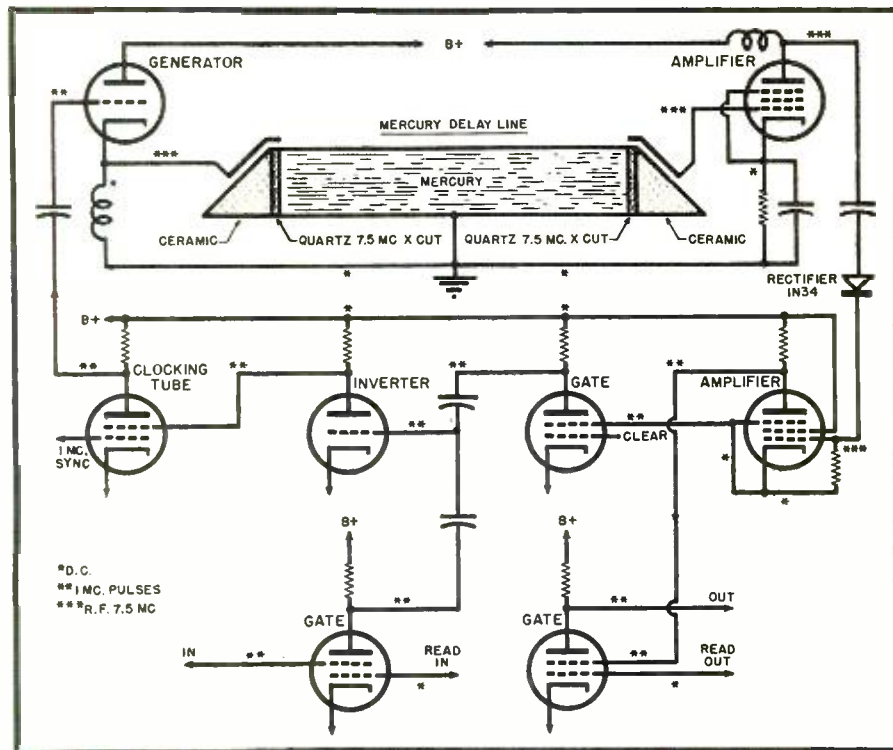 B+
***
GENERATOR
AMPLIFIER
**
***
MERCURY DELAY LINE
***
MERCURY
*
*
CERAMIC
QUARTZ 7.5 MC. X CUT
QUARTZ 7.5 MC. X CUT
CERAMIC
*
*
RECTIFIER
IN34
B+
*
*
**
CLOCKING
TUBE
**
INVERTER
**
GATE
**
AMPLIFIER
1 MC.
SYNC
**
**
CLEAR
*
***
*
B+
B+
*D.C.
**1 MC. PULSES
***R.F. 7.5 MC
**
**
OUT
GATE
GATE
IN
**
READ
IN
*
**
READ
OUT
*